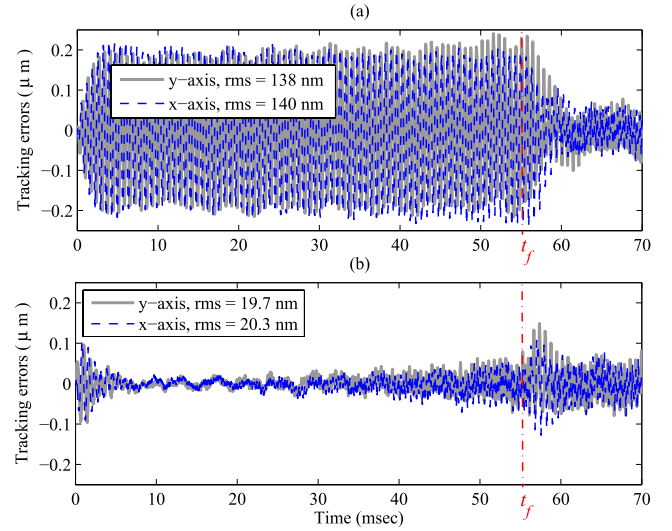 (a)
Tracking errors ( μ m )
0.2
0.1
0
−0.1
−0.2
y−axis, rms = 138 nm
x−axis, rms = 140 nm
0 10 20 30 40 50 60 70
t_f
(b)
Tracking errors ( μ m )
0.2
0.1
0
−0.1
−0.2
y−axis, rms = 19.7 nm
x−axis, rms = 20.3 nm
0 10 20 30 40 50 60 70
t_f
Time (msec)